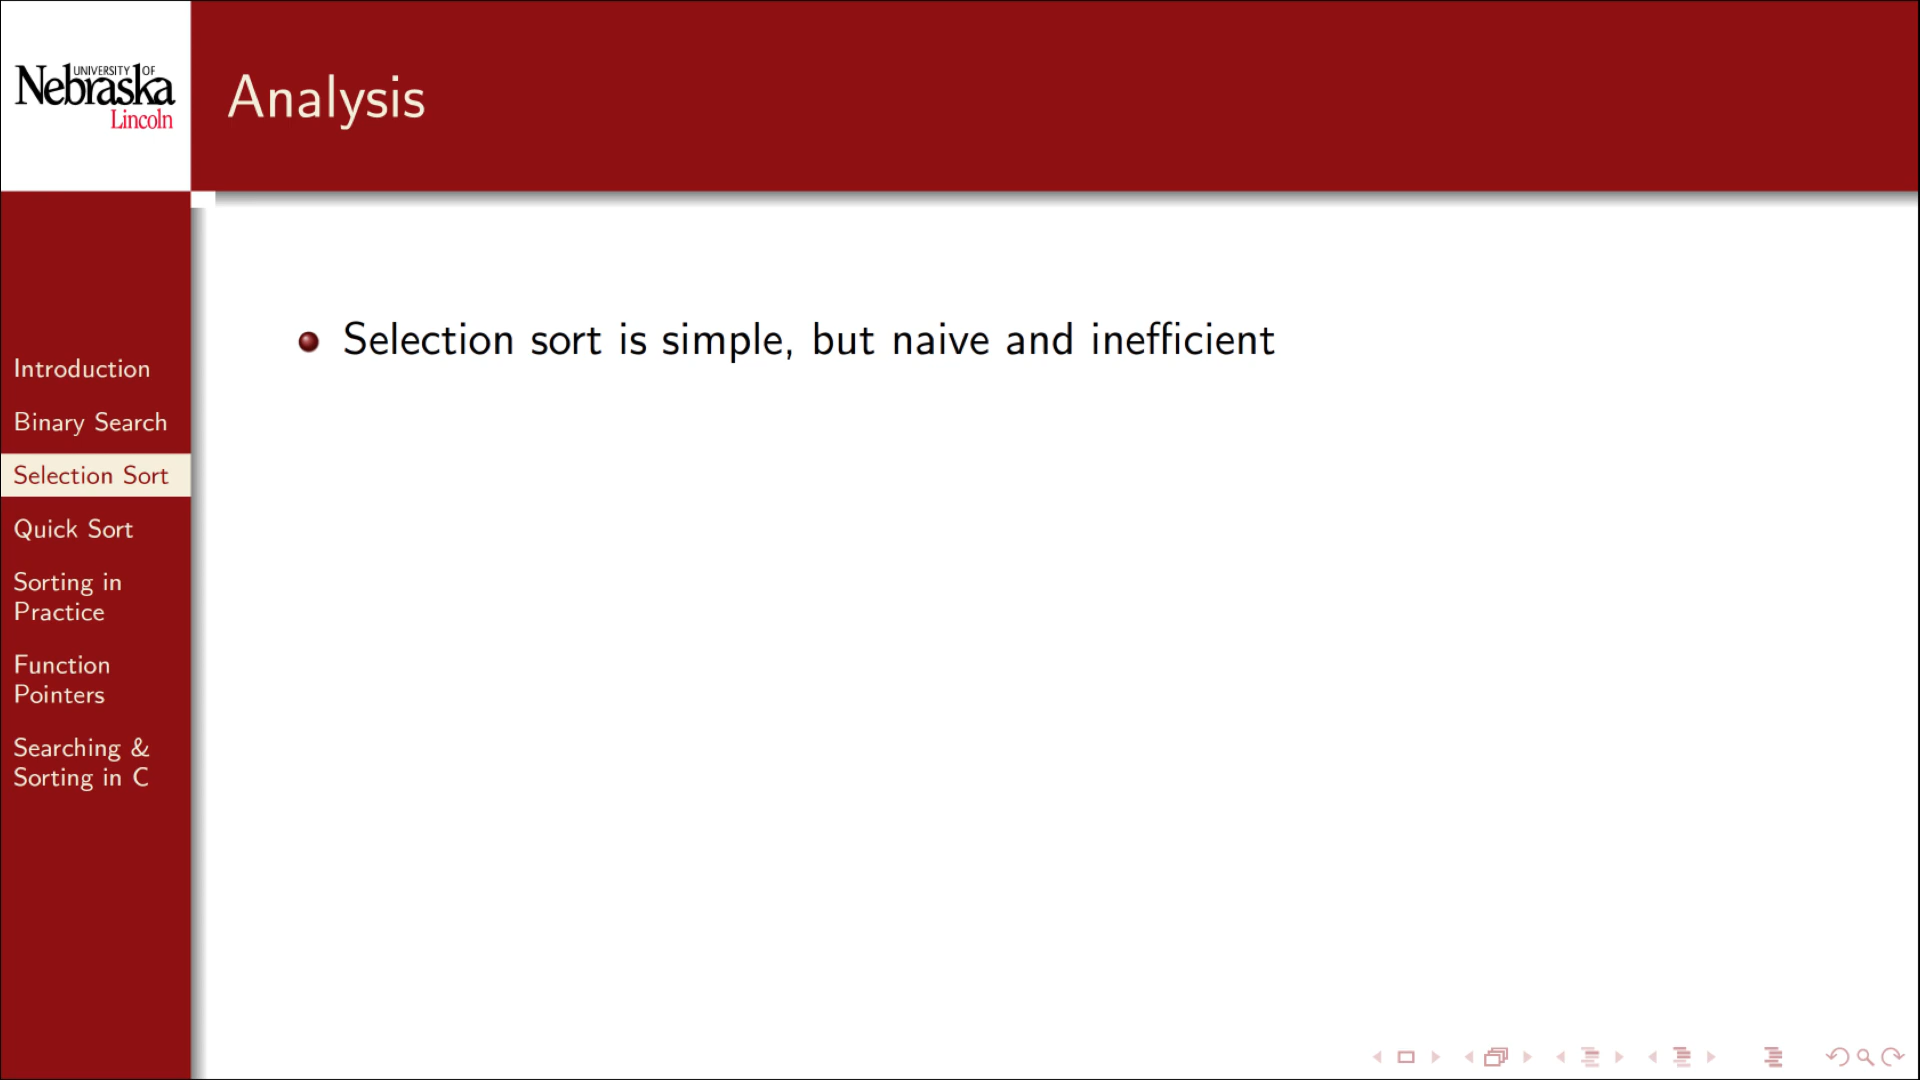 UNIVERSITY OF
Nebraska
Lincoln
Analysis
Introduction
Binary Search
Selection Sort
Quick Sort
Sorting in
Practice
Function
Pointers
Searching &
Sorting in C
Selection sort is simple, but naive and inefficient